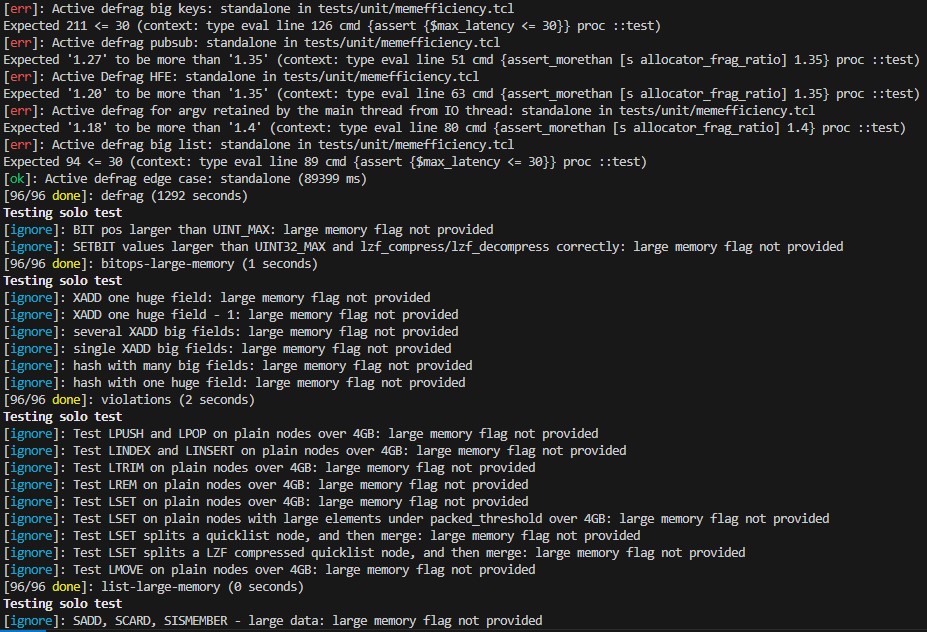 [err]: Active defrag big keys: standalone in tests/unit/memefficiency.tcl
Expected 211 <= 30 (context: type eval line 126 cmd {assert {$max_latency <= 30}} proc ::test)
[err]: Active defrag pubsub: standalone in tests/unit/memefficiency.tcl
Expected '1.27' to be more than '1.35' (context: type eval line 51 cmd {assert_morethan [s allocator_frag_ratio] 1.35} proc ::test)
[err]: Active Defrag HFE: standalone in tests/unit/memefficiency.tcl
Expected '1.20' to be more than '1.35' (context: type eval line 63 cmd {assert_morethan [s allocator_frag_ratio] 1.35} proc ::test)
[err]: Active defrag for argv retained by the main thread from IO thread: standalone in tests/unit/memefficiency.tcl
Expected '1.18' to be more than '1.4' (context: type eval line 80 cmd {assert_morethan [s allocator_frag_ratio] 1.4} proc ::test)
[err]: Active defrag big list: standalone in tests/unit/memefficiency.tcl
Expected 94 <= 30 (context: type eval line 89 cmd {assert {$max_latency <= 30}} proc ::test)
[ok]: Active defrag edge case: standalone (89399 ms)
[96/96 done]: defrag (1292 seconds)
Testing solo test
[ignore]: BIT pos larger than UINT_MAX: large memory flag not provided
[ignore]: SETBIT values larger than UINT32_MAX and lzf_compress/lzf_decompress correctly: large memory flag not provided
[96/96 done]: bitops-large-memory (1 seconds)
Testing solo test
[ignore]: XADD one huge field: large memory flag not provided
[ignore]: XADD one huge field - 1: large memory flag not provided
[ignore]: several XADD big fields: large memory flag not provided
[ignore]: single XADD big fields: large memory flag not provided
[ignore]: hash with many big fields: large memory flag not provided
[ignore]: hash with one huge field: large memory flag not provided
[96/96 done]: violations (2 seconds)
Testing solo test
[ignore]: Test LPUSH and LPOP on plain nodes over 4GB: large memory flag not provided
[ignore]: Test LINDEX and LINSERT on plain nodes over 4GB: large memory flag not provided
[ignore]: Test LTRIM on plain nodes over 4GB: large memory flag not provided
[ignore]: Test LREM on plain nodes over 4GB: large memory flag not provided
[ignore]: Test LSET on plain nodes over 4GB: large memory flag not provided
[ignore]: Test LSET on plain nodes with large elements under packed_threshold over 4GB: large memory flag not provided
[ignore]: Test LSET splits a quicklist node, and then merge: large memory flag not provided
[ignore]: Test LSET splits a LZF compressed quicklist node, and then merge: large memory flag not provided
[ignore]: Test LMOVE on plain nodes over 4GB: large memory flag not provided
[96/96 done]: list-large-memory (0 seconds)
Testing solo test
[ignore]: SADD, SCARD, SISMEMBER - large data: large memory flag not provided